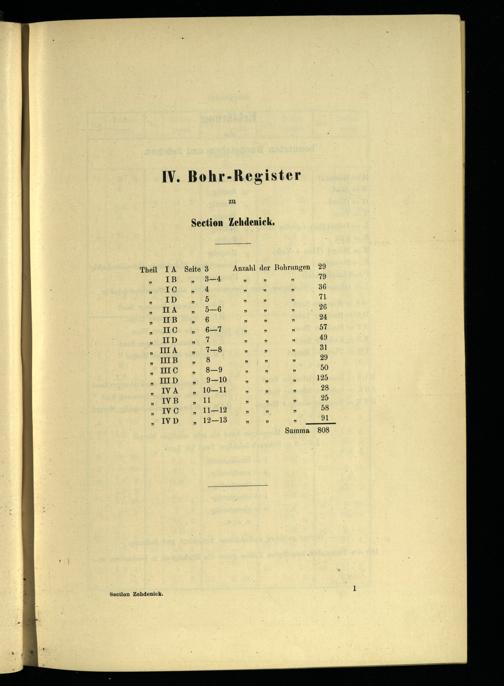 IV. Bohr-Register
zu
Section Zehdenick.
Theil I A Seite 3 Anzahl der Bohrungen 29
„ I B „ 3—4 „ „ „ 79
„ I C „ 4 „ „ „ 36
„ I D „ 5 „ „ „ 71
„ II A „ 5—6 „ „ „ 26
„ II B „ 6 „ „ „ 24
„ II C „ 6—7 „ „ „ 57
„ II D „ 7 „ „ „ 49
„ III A „ 7—8 „ „ „ 31
„ III B „ 8 „ „ „ 29
„ III C „ 8—9 „ „ „ 50
„ III D „ 9—10 „ „ „ 125
„ IV A „ 10—11 „ „ „ 28
„ IV B „ 11 „ „ „ 25
„ IV C „ 11—12 „ „ „ 58
„ IV D „ 12—13 „ „ „ 91
Summa 808
Section Zehdenick. 1